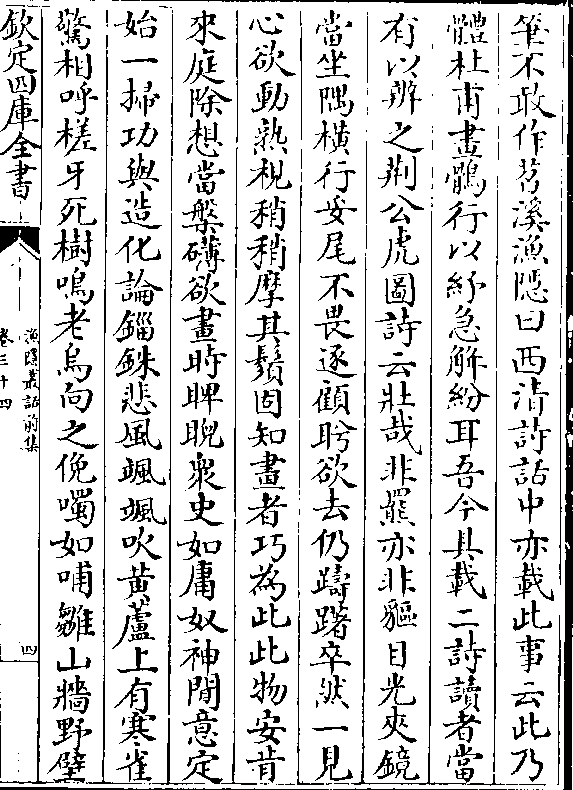 筆不敢作苕溪漁隱曰西清詩話中亦載此事云此乃
體杜甫畫鶻行以紓急解紛耳吾今具載二詩讀者當
有以辨之荆公虎圖詩云壯哉非羆亦非貙目光夾鏡
當坐隅橫行妥尾不畏逐顧盻欲去仍躊躇卒然一見
心欲動熟視稍稍摩其鬚固知畫者巧為此此物安肯
來庭除想當槃礴欲畫時睥睨衆史如庸奴神閒意定
始一掃功與造化論錙銖悲風颯颯吹黄蘆上有寒雀
驚相呼槎牙死樹鳴老烏向之俛噣如哺雛山牆野壁
欽定四庫全書
漁隱叢話前集
卷三十四
四